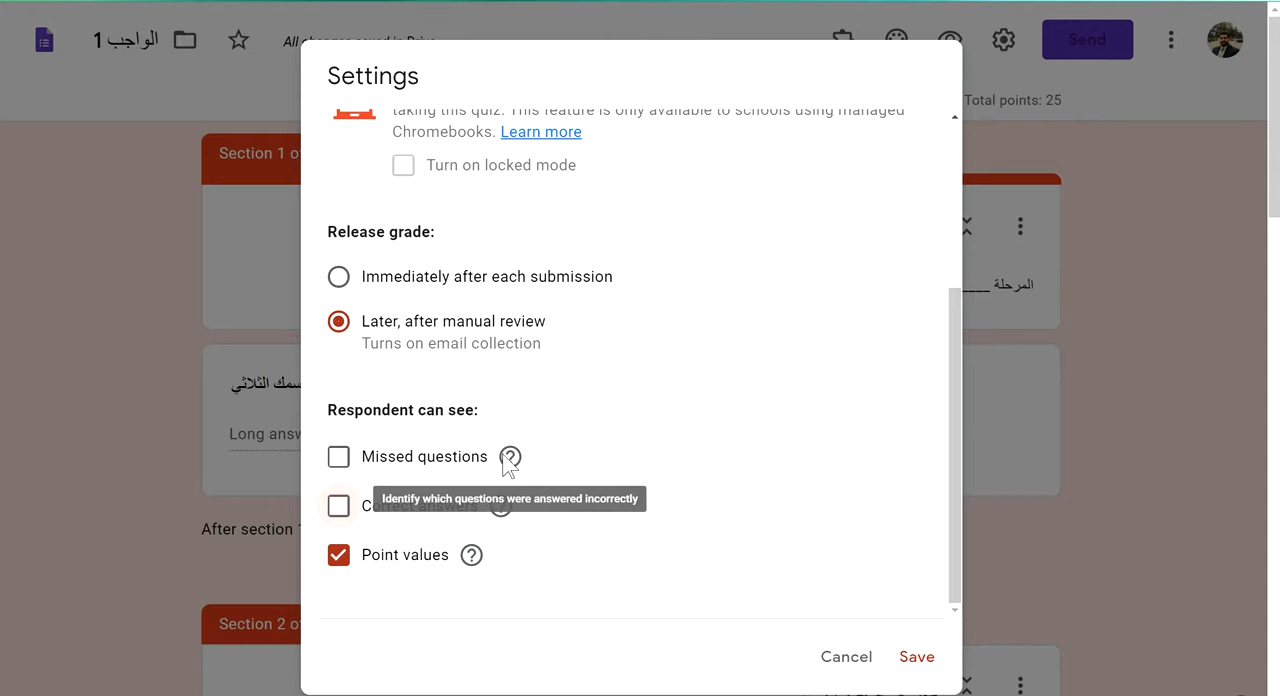 الواجب 1
Send
Total points: 25
Settings
taking this quiz. This feature is only available to schools using managed
Chromebooks. Learn more
Turn on locked mode
Section 1 o
Release grade:
Immediately after each submission
المرحلة ____
Later, after manual review
Turns on email collection
سمك الثلاثي
Respondent can see:
Long answ
Missed questions
Identify which questions were answered incorrectly
Correct answers
After section
Point values
Section 2 o
Cancel
Save